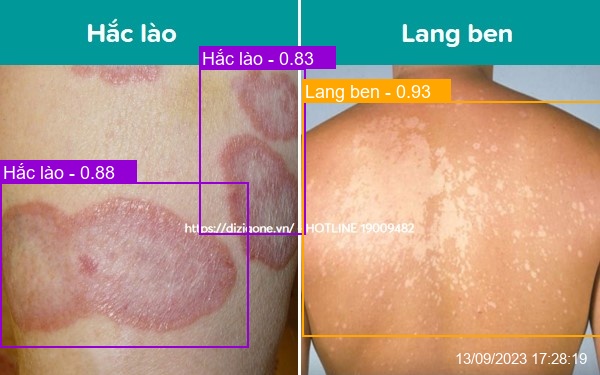 Hắc lào
Lang ben
Hắc lào - 0.83
Lang ben - 0.93
Hắc lào - 0.88
https://dizigone.vn/ - HOTLINE 19009482
13/09/2023 17:28:19